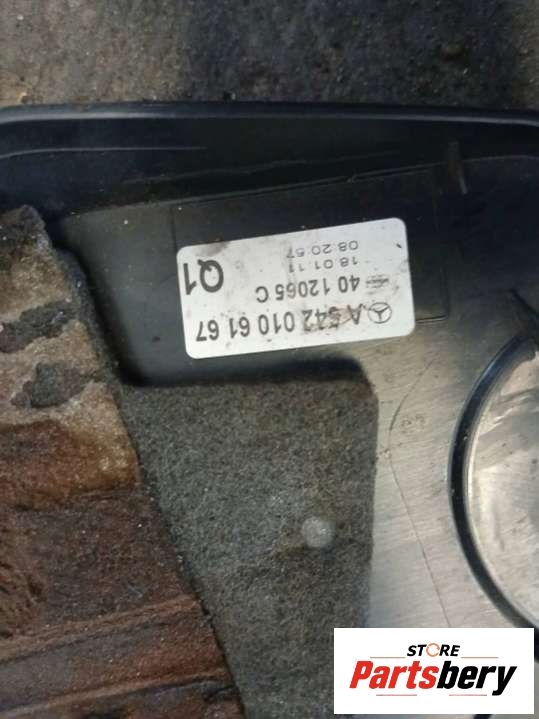 A 542 010 61 67
40 12065 C
18.01.11
08:20:57
Q1
STORE
Partsbery